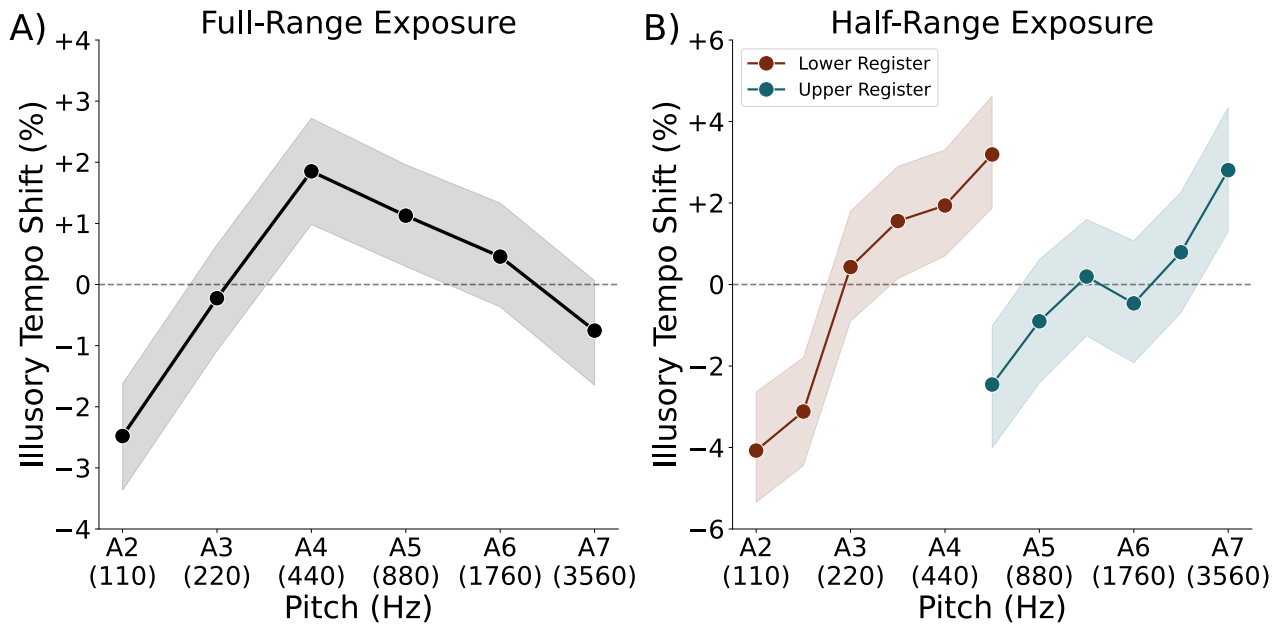 A) Full-Range Exposure
Illusory Tempo Shift (%)
+4
+3
+2
+1
0
−1
−2
−3
−4
A2 A3 A4 A5 A6 A7
(110) (220) (440) (880) (1760) (3560)
Pitch (Hz)
B) Half-Range Exposure
Lower Register
Upper Register
Illusory Tempo Shift (%)
+6
+4
+2
0
−2
−4
−6
A2 A3 A4 A5 A6 A7
(110) (220) (440) (880) (1760) (3560)
Pitch (Hz)